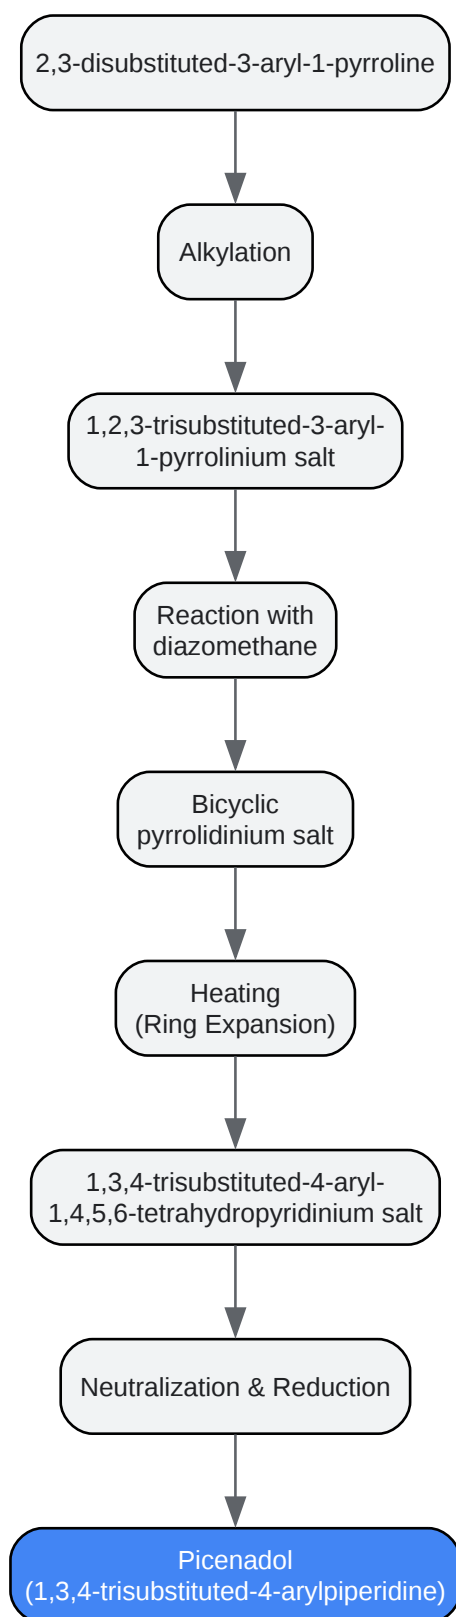 2,3-disubstituted-3-aryl-1-pyrroline
Alkylation
1,2,3-trisubstituted-3-aryl-
1-pyrrolinium salt
Reaction with
diazomethane
Bicyclic
pyrrolidinium salt
Heating
(Ring Expansion)
1,3,4-trisubstituted-4-aryl-
1,4,5,6-tetrahydropyridinium salt
Neutralization & Reduction
Picenadol
(1,3,4-trisubstituted-4-arylpiperidine)